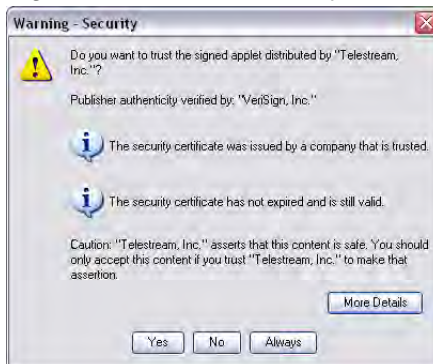 Warning - Security
Do you want to trust the signed applet distributed by "Telestream,
Inc."?
Publisher authenticity verified by: "VeriSign, Inc."
The security certificate was issued by a company that is trusted.
The security certificate has not expired and is still valid.
Caution: "Telestream, Inc." asserts that this content is safe. You should
only accept this content if you trust "Telestream, Inc." to make that
assertion.
More Details
Yes No Always